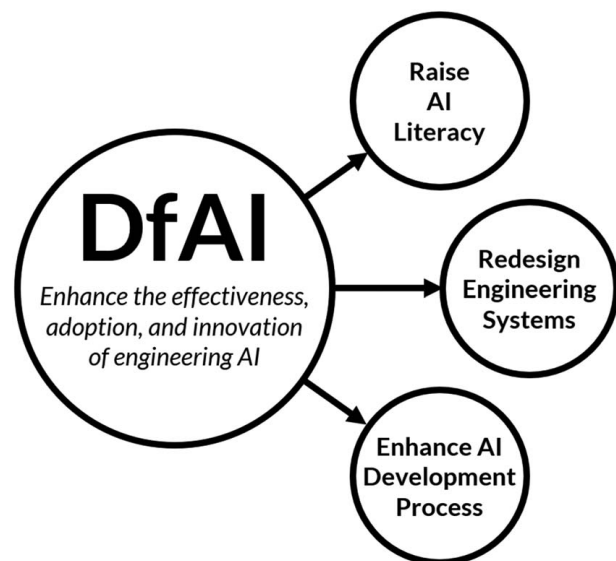 DfAI
Enhance the effectiveness,
adoption, and innovation
of engineering AI
Raise
AI
Literacy
Redesign
Engineering
Systems
Enhance AI
Development
Process